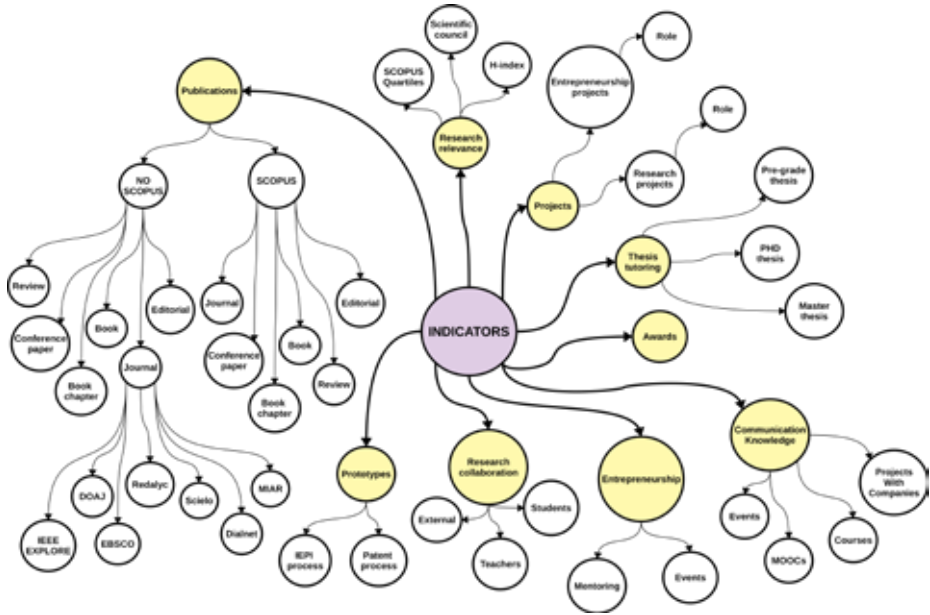 Scientific
council
Role
SCOPUS
Quartiles
H-index
Entrepreneurship
projects
Publications
Role
Research
relevance
Pre-grade
thesis
NO
SCOPUS
SCOPUS
Research
projects
Projects
Thesis
tutoring
PHD
thesis
Review
Journal
Editorial
Editorial
Master
thesis
Book
INDICATORS
Awards
Conference
paper
Book
Conference
paper
Journal
Review
Book
chapter
Book
chapter
Communication
Knowledge
Prototypes
Research
collaboration
Entrepreneurship
Projects
With
Companies
DOAJ
Redalyc
Scielo
MIAR
External
Students
Events
IEEE
EXPLORE
EBSCO
Dialnet
IEPI
process
Patent
process
Teachers
MOOCs
Courses
Mentoring
Events